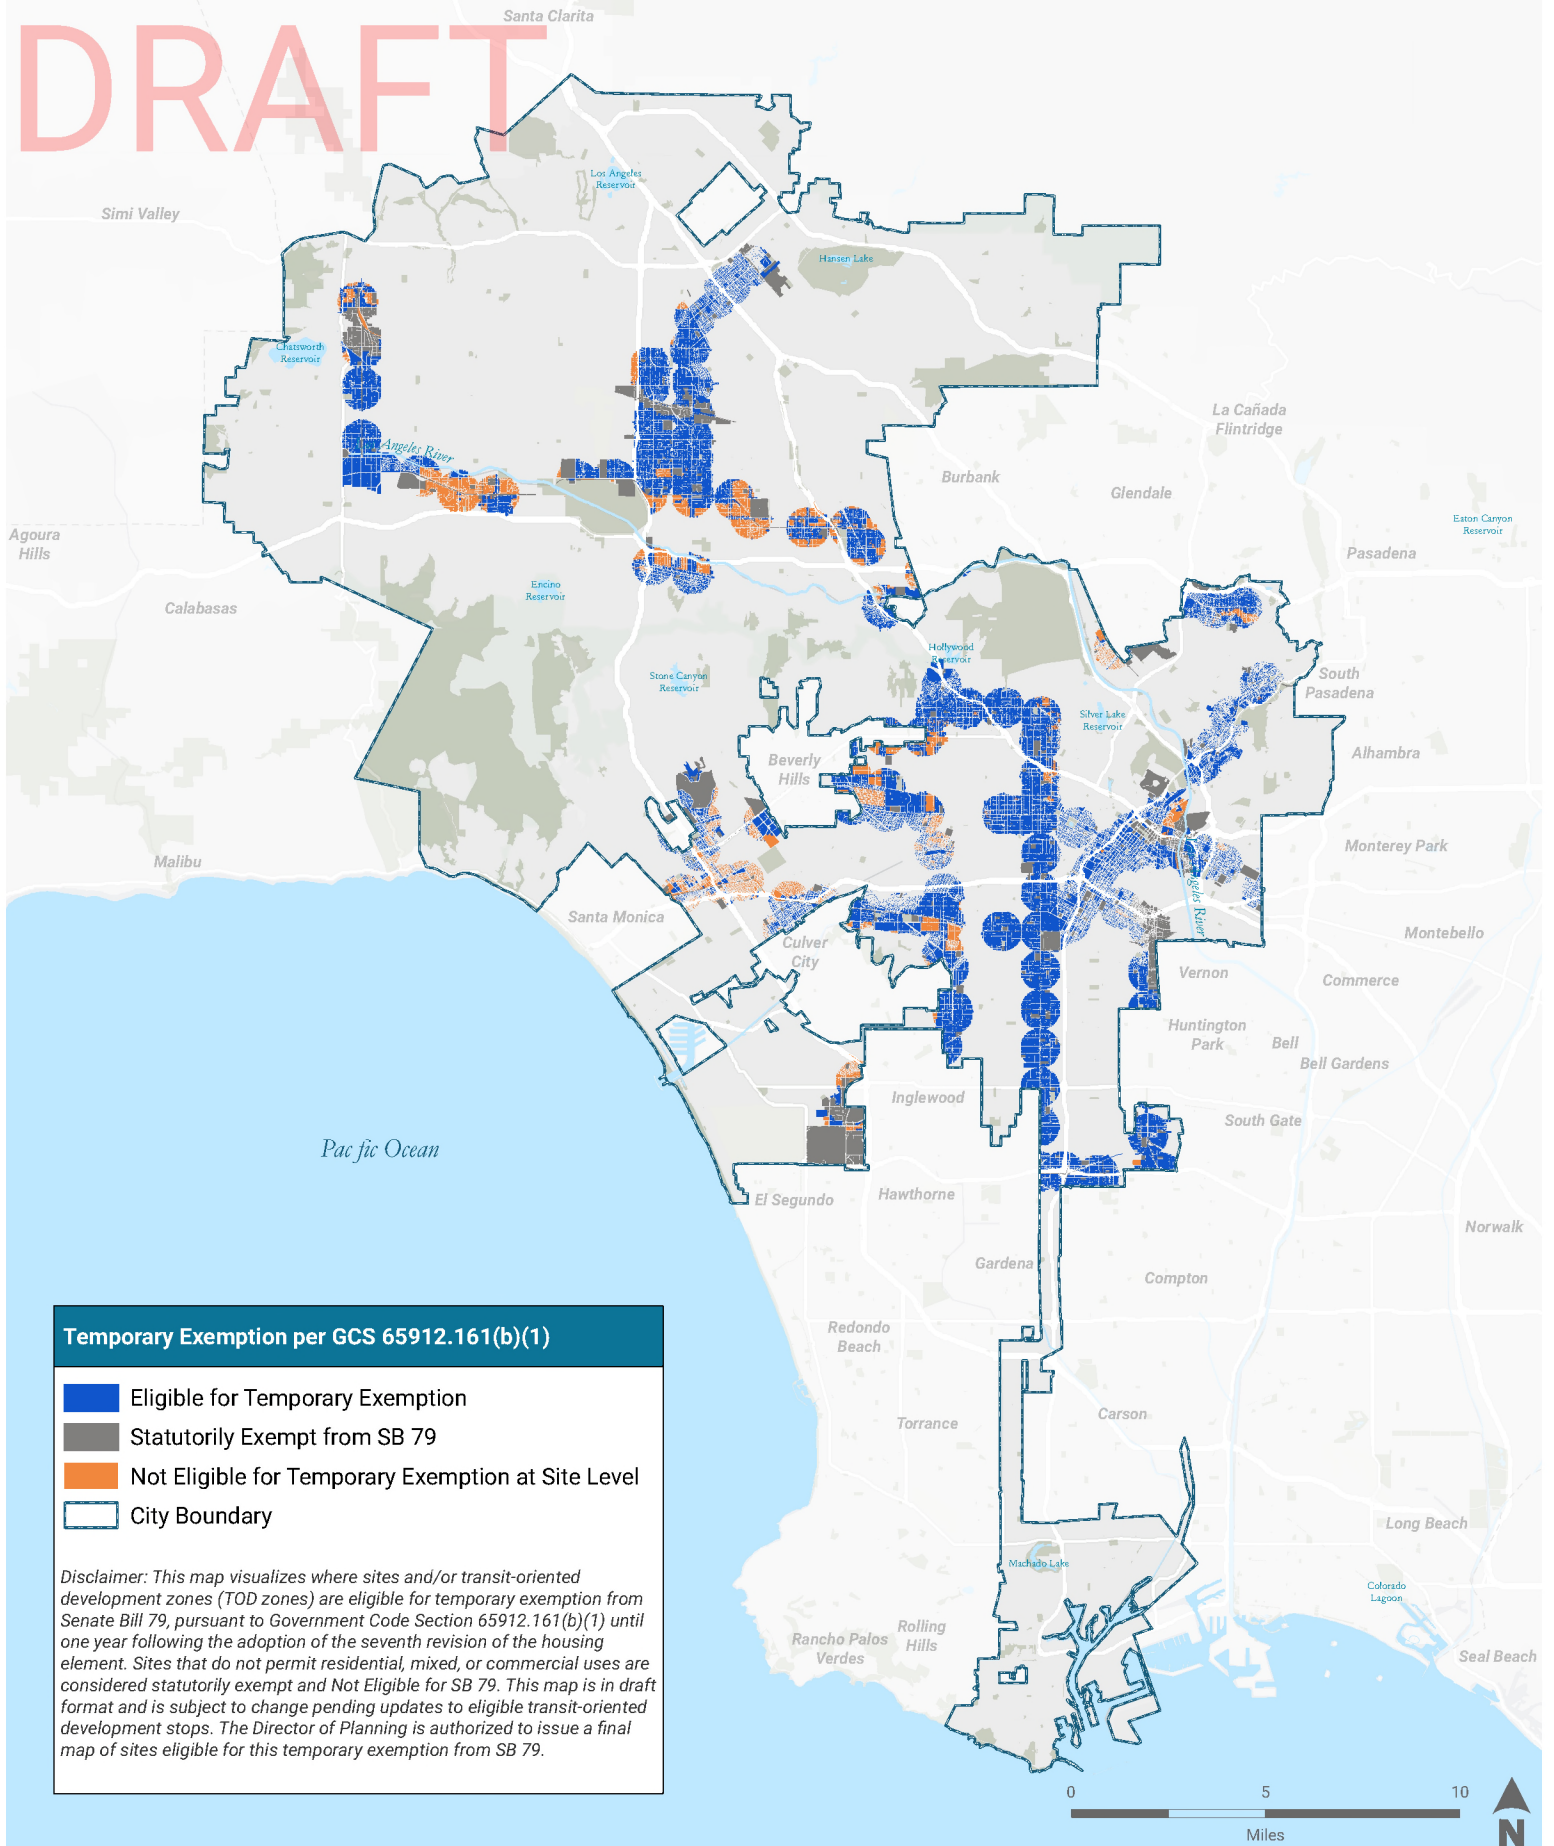 DRAFT
Santa Clarita
Los Angeles
Reservoir
Simi Valley
Hansen Lake
Chatsworth
Reservoir
La Cañada
Flintridge
Angeles River
Burbank
Glendale
Eaton Canyon
Reservoir
Agoura
Hills
Pasadena
Encino
Reservoir
Calabasas
Hollywood
Reservoir
Stone Canyon
Reservoir
South
Pasadena
Silver Lake
Reservoir
Alhambra
Beverly
Hills
Monterey Park
Malibu
geles River
Santa Monica
Culver
City
Montebello
Vernon
Commerce
Huntington
Park
Bell
Bell Gardens
Inglewood
South Gate
Pac fic Ocean
El Segundo
Hawthorne
Norwalk
Gardena
Compton
Redondo
Beach
Torrance
Carson
Long Beach
Machado Lake
Colorado
Lagoon
Rolling
Hills
Rancho Palos
Verdes
Seal Beach
Temporary Exemption per GCS 65912.161(b)(1)
Eligible for Temporary Exemption
Statutorily Exempt from SB 79
Not Eligible for Temporary Exemption at Site Level
City Boundary
Disclaimer: This map visualizes where sites and/or transit-oriented
development zones (TOD zones) are eligible for temporary exemption from
Senate Bill 79, pursuant to Government Code Section 65912.161(b)(1) until
one year following the adoption of the seventh revision of the housing
element. Sites that do not permit residential, mixed, or commercial uses are
considered statutorily exempt and Not Eligible for SB 79. This map is in draft
format and is subject to change pending updates to eligible transit-oriented
development stops. The Director of Planning is authorized to issue a final
map of sites eligible for this temporary exemption from SB 79.
0 5 10
Miles
N